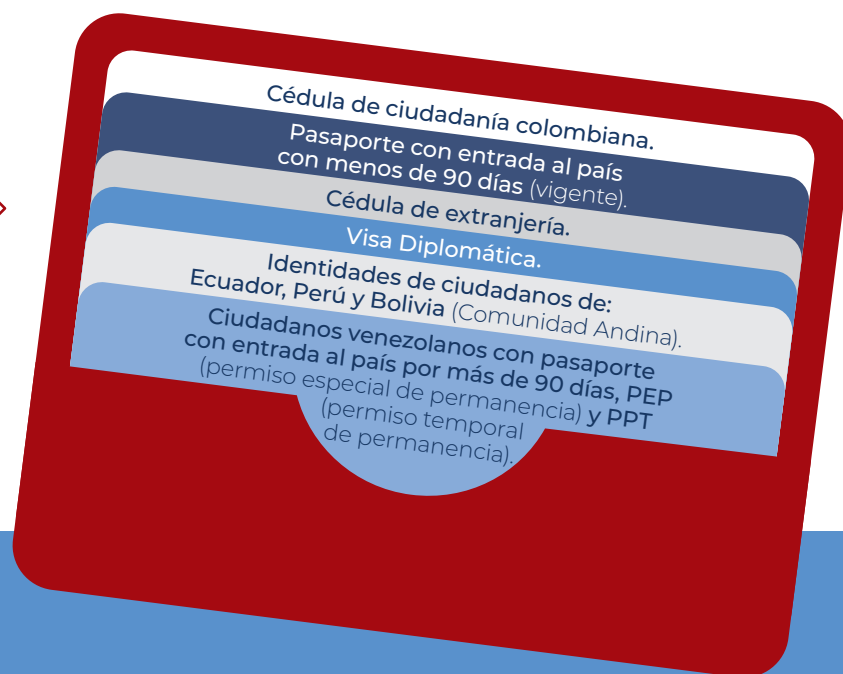 Cédula de ciudadanía colombiana.
Pasaporte con entrada al país
con menos de 90 días (vigente).
Cédula de extranjería.
Visa Diplomática.
Identidades de ciudadanos de:
Ecuador, Perú y Bolivia (Comunidad Andina).
Ciudadanos venezolanos con pasaporte
con entrada al país por más de 90 días, PEP
(permiso especial de permanencia) y PPT
(permiso temporal
de permanencia).